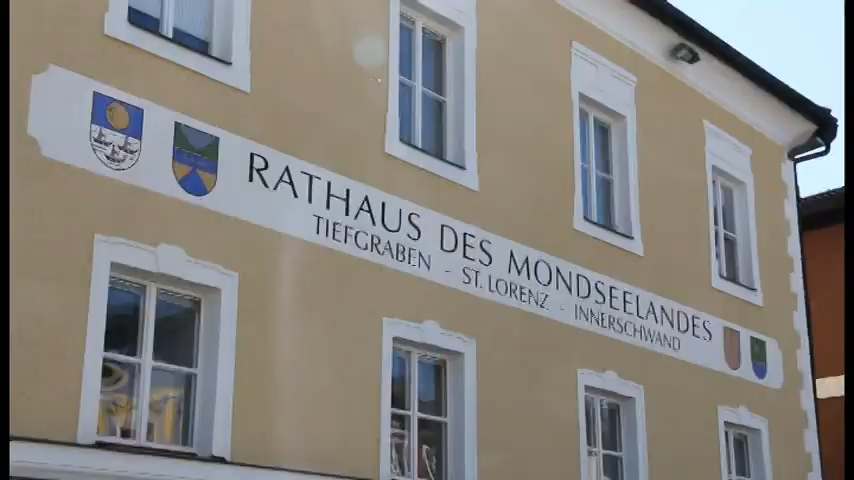 RATHAUS DES MONDSEELANDES
TIEFGRABEN - ST. LORENZ - INNERSCHWAND